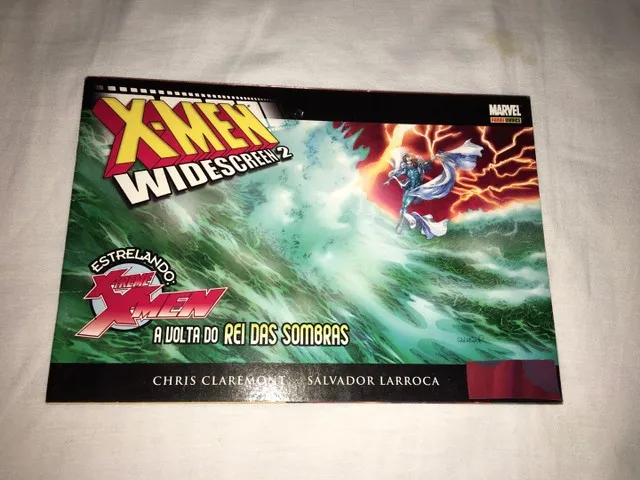 MARVEL
PANINI COMICS
X-MEN
WIDESCREEN 2
ESTRELANDO:
X-TREME
X-MEN
A VOLTA DO REI DAS SOMBRAS
CHRIS CLAREMONT SALVADOR LARROCA